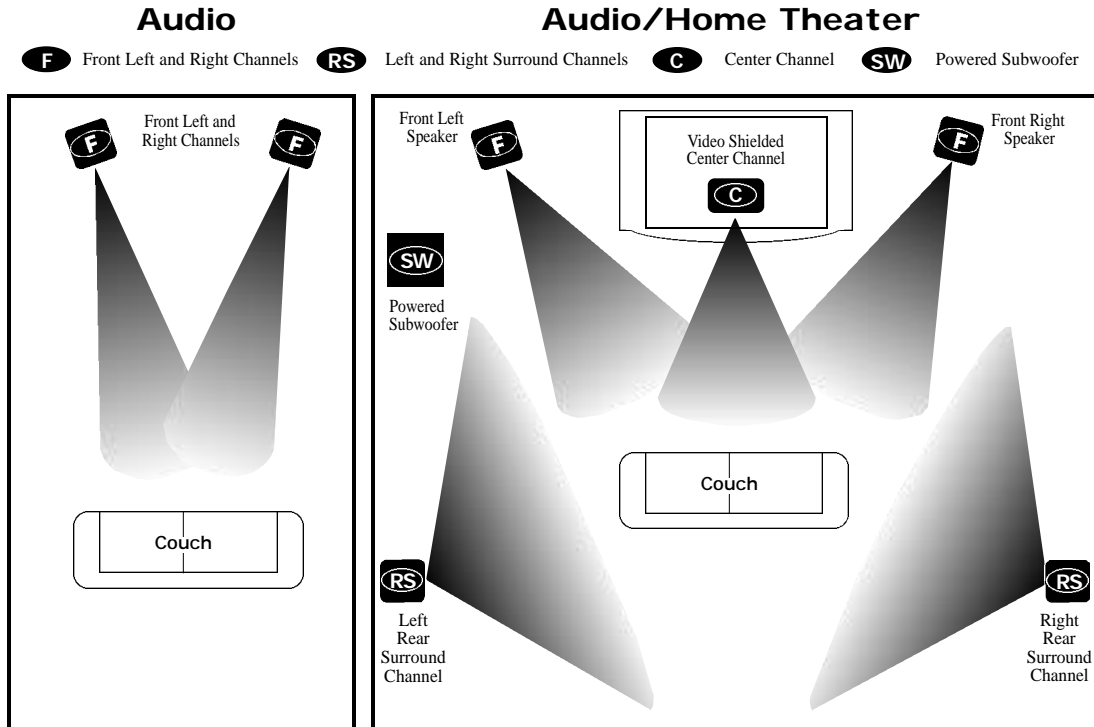 Audio
Audio/Home Theater
F Front Left and Right Channels RS Left and Right Surround Channels C Center Channel SW Powered Subwoofer
Front Left and
Right Channels
F
F
Couch
Front Left
Speaker
F
Video Shielded
Center Channel
C
F
Front Right
Speaker
SW
Powered
Subwoofer
Couch
RS
Left
Rear
Surround
Channel
RS
Right
Rear
Surround
Channel